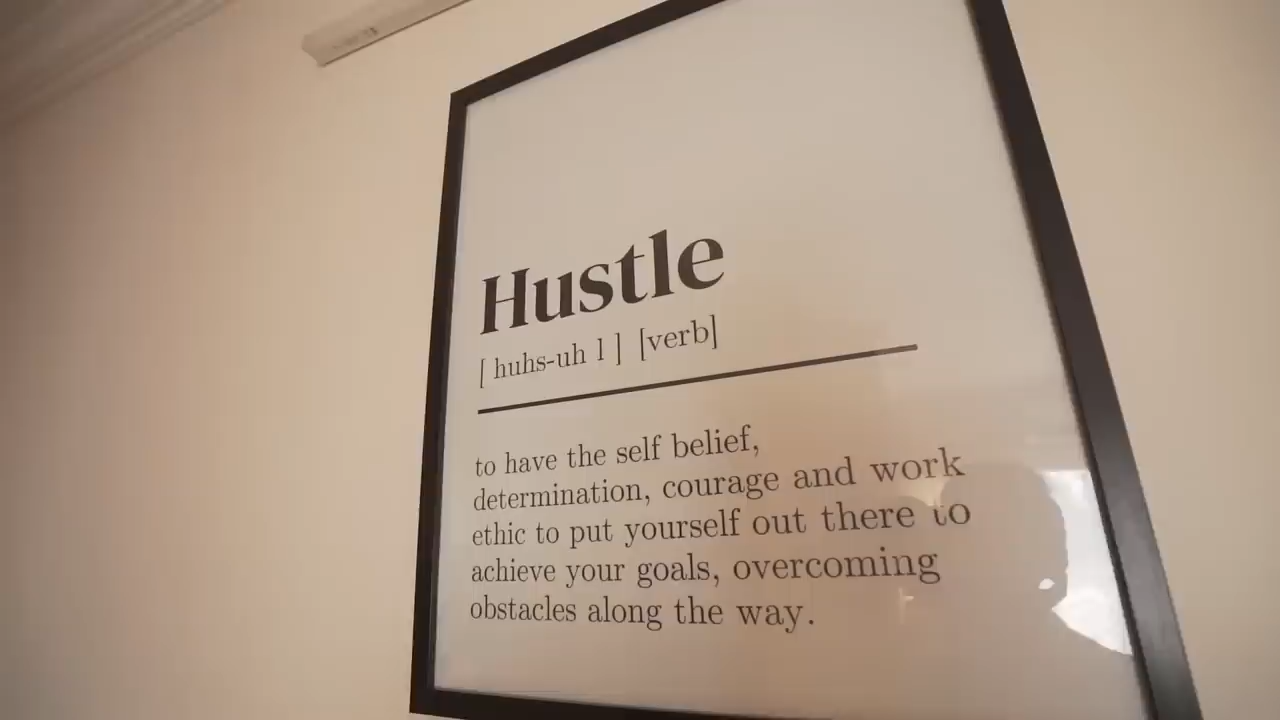 Hustle
[ huhs-uh l ] [verb]
to have the self belief,
determination, courage and work
ethic to put yourself out there to
achieve your goals, overcoming
obstacles along the way.